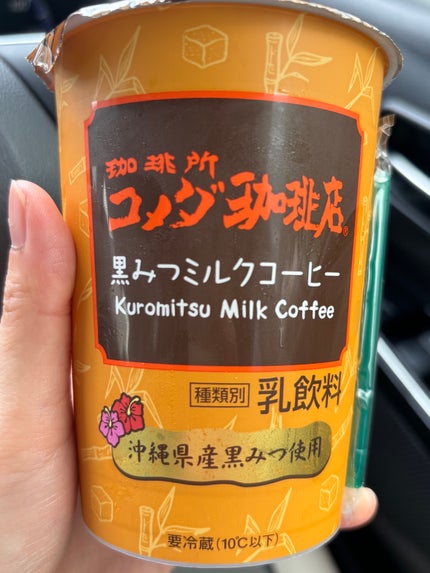 珈琲所
コメダ珈琲店®
黒みつミルクコーヒー
Kuromitsu Milk Coffee
種類別 乳飲料
沖縄県産黒みつ使用
要冷蔵(10℃以下)